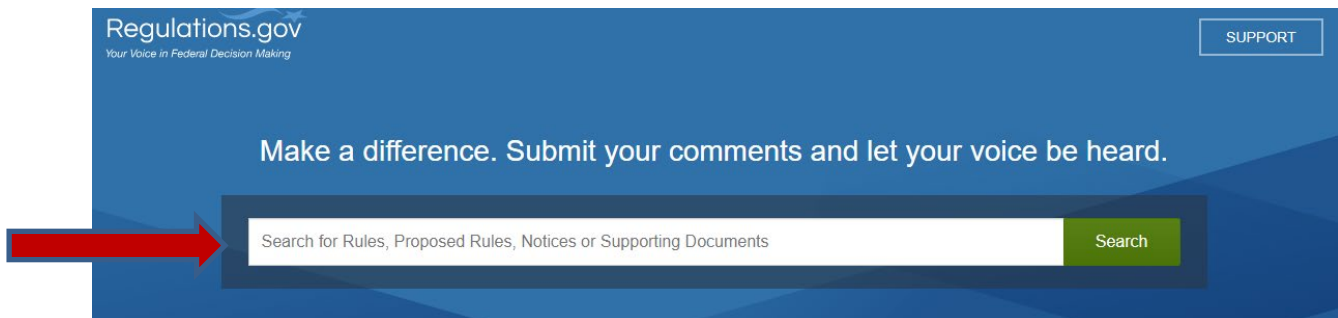 Regulations.gov
Your Voice in Federal Decision Making
SUPPORT
Make a difference. Submit your comments and let your voice be heard.
Search for Rules, Proposed Rules, Notices or Supporting Documents
Search